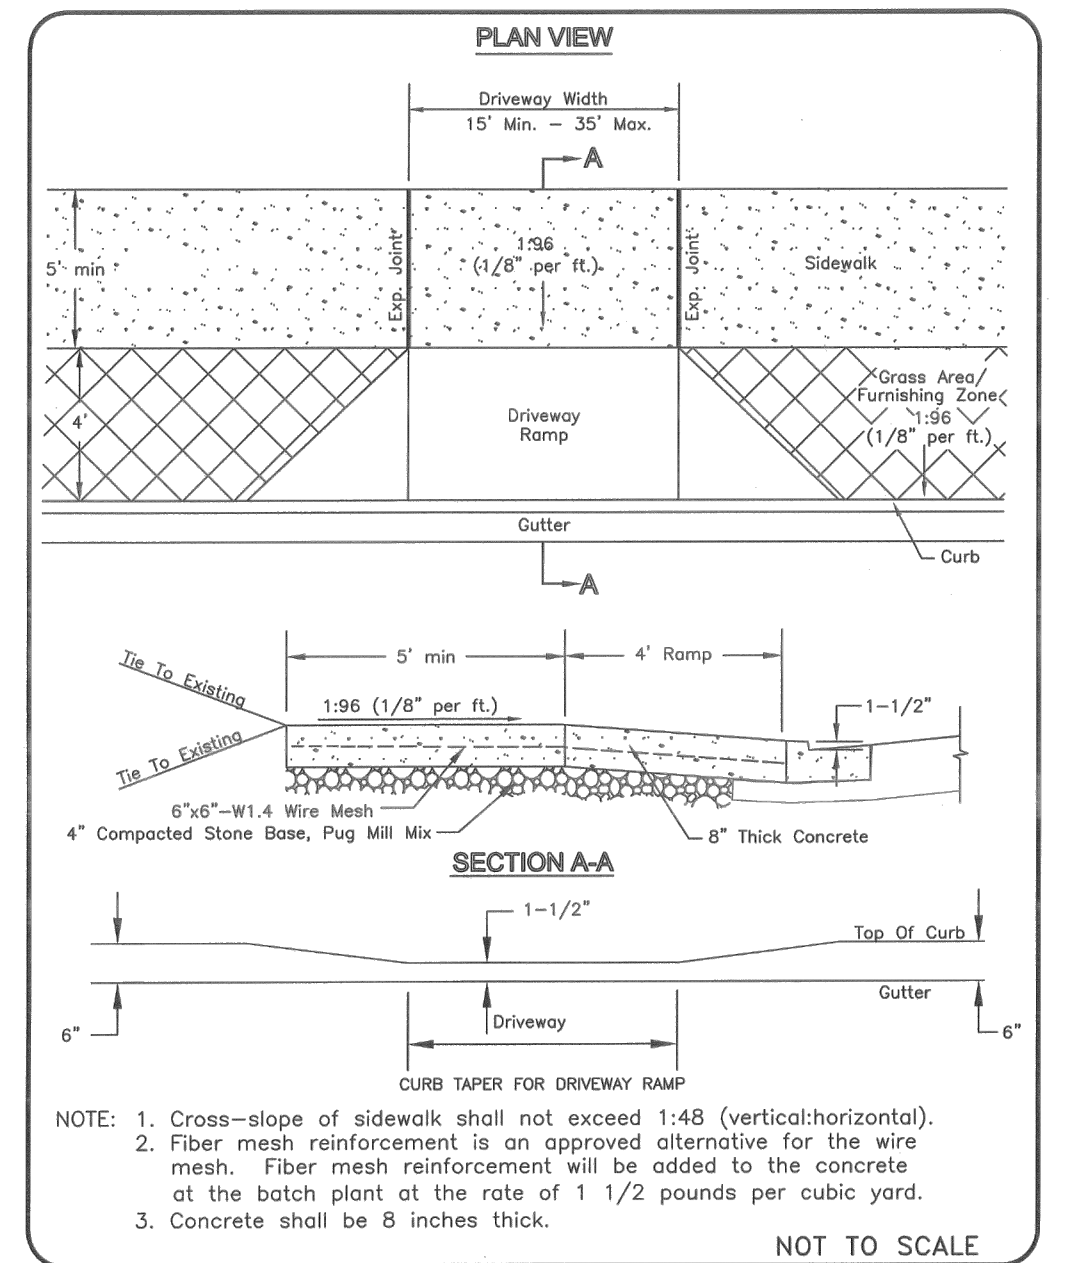 PLAN VIEW
Driveway Width
15' Min. – 35' Max.
A
5' min
Exp. Joint
1:96
(1/8" per ft.)
Exp. Joint
Sidewalk
4'
Driveway
Ramp
Grass Area/
Furnishing Zone
1:96
(1/8" per ft.)
Gutter
Curb
A
Tie To Existing
5' min
4' Ramp
1:96 (1/8" per ft.)
1–1/2"
Tie To Existing
6"x6"–W1.4 Wire Mesh
4" Compacted Stone Base, Pug Mill Mix
8" Thick Concrete
SECTION A-A
1–1/2"
Top Of Curb
Gutter
6"
Driveway
6"
CURB TAPER FOR DRIVEWAY RAMP
NOTE: 1. Cross–slope of sidewalk shall not exceed 1:48 (vertical:horizontal).
2. Fiber mesh reinforcement is an approved alternative for the wire
mesh. Fiber mesh reinforcement will be added to the concrete
at the batch plant at the rate of 1 1/2 pounds per cubic yard.
3. Concrete shall be 8 inches thick.
NOT TO SCALE